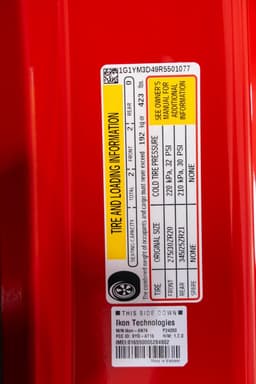 1G1YM3D49R5501077
TIRE AND LOADING INFORMATION
SEATING CAPACITY TOTAL 2 FRONT 2 REAR 0
The combined weight of occupants and cargo must never exceed 192 kg or 423 lbs.
TIRE ORIGINAL SIZE COLD TIRE PRESSURE
FRONT 275/30ZR20 220 kPa, 32 PSI
REAR 345/25ZR21 210 kPa, 30 PSI
SPARE NONE NONE
SEE OWNER'S
MANUAL FOR
ADDITIONAL
INFORMATION
THIS SIDE DOWN
Ikon Technologies